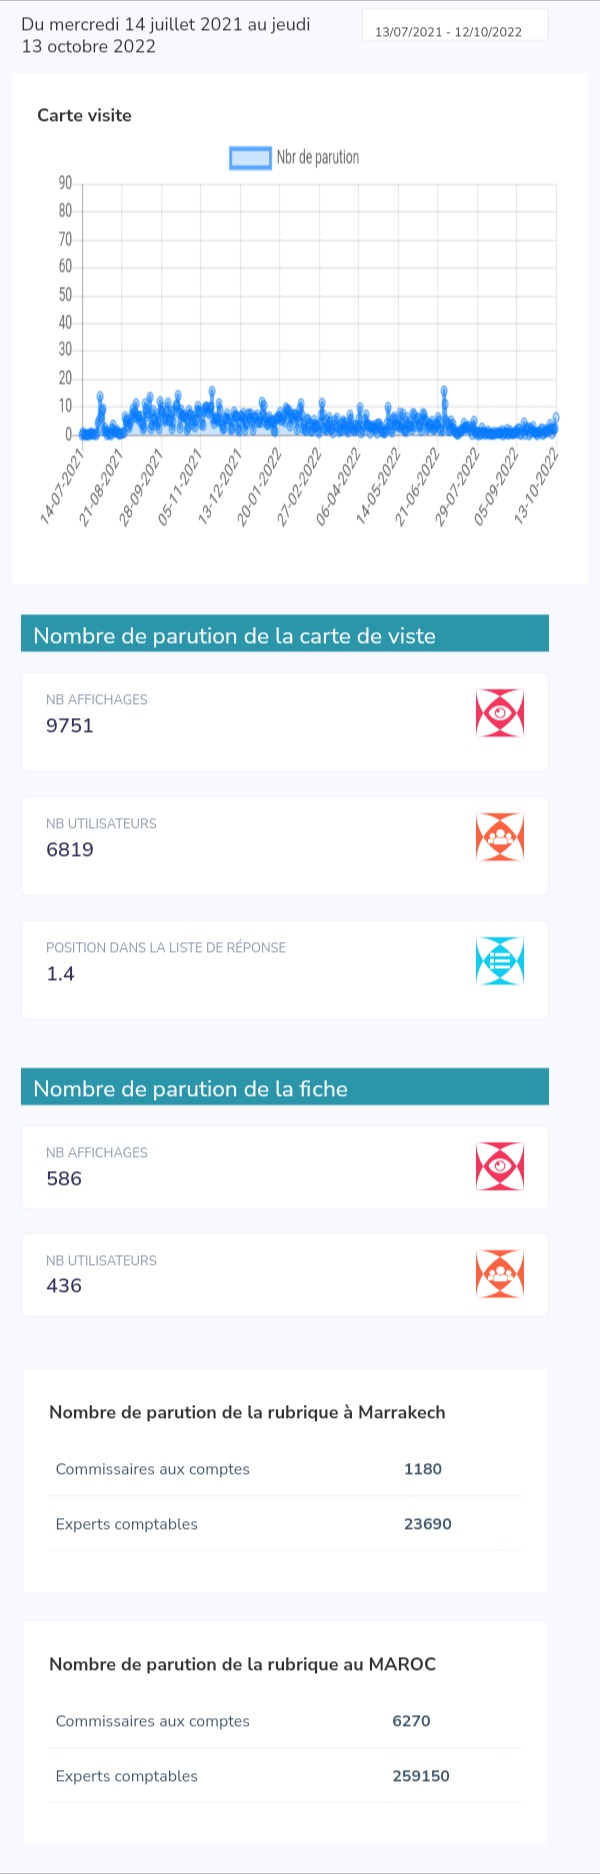 Du mercredi 14 juillet 2021 au jeudi
13 octobre 2022
13/07/2021 - 12/10/2022
Carte visite
Nbr de parution
90
80
70
60
50
40
30
20
10
0
14-07-2021
21-08-2021
28-09-2021
05-11-2021
13-12-2021
20-01-2022
27-02-2022
06-04-2022
14-05-2022
21-06-2022
29-07-2022
05-09-2022
13-10-2022
Nombre de parution de la carte de viste
NB AFFICHAGES
9751
NB UTILISATEURS
6819
POSITION DANS LA LISTE DE RÉPONSE
1.4
Nombre de parution de la fiche
NB AFFICHAGES
586
NB UTILISATEURS
436
Nombre de parution de la rubrique à Marrakech
Commissaires aux comptes 1180
Experts comptables 23690
Nombre de parution de la rubrique au MAROC
Commissaires aux comptes 6270
Experts comptables 259150